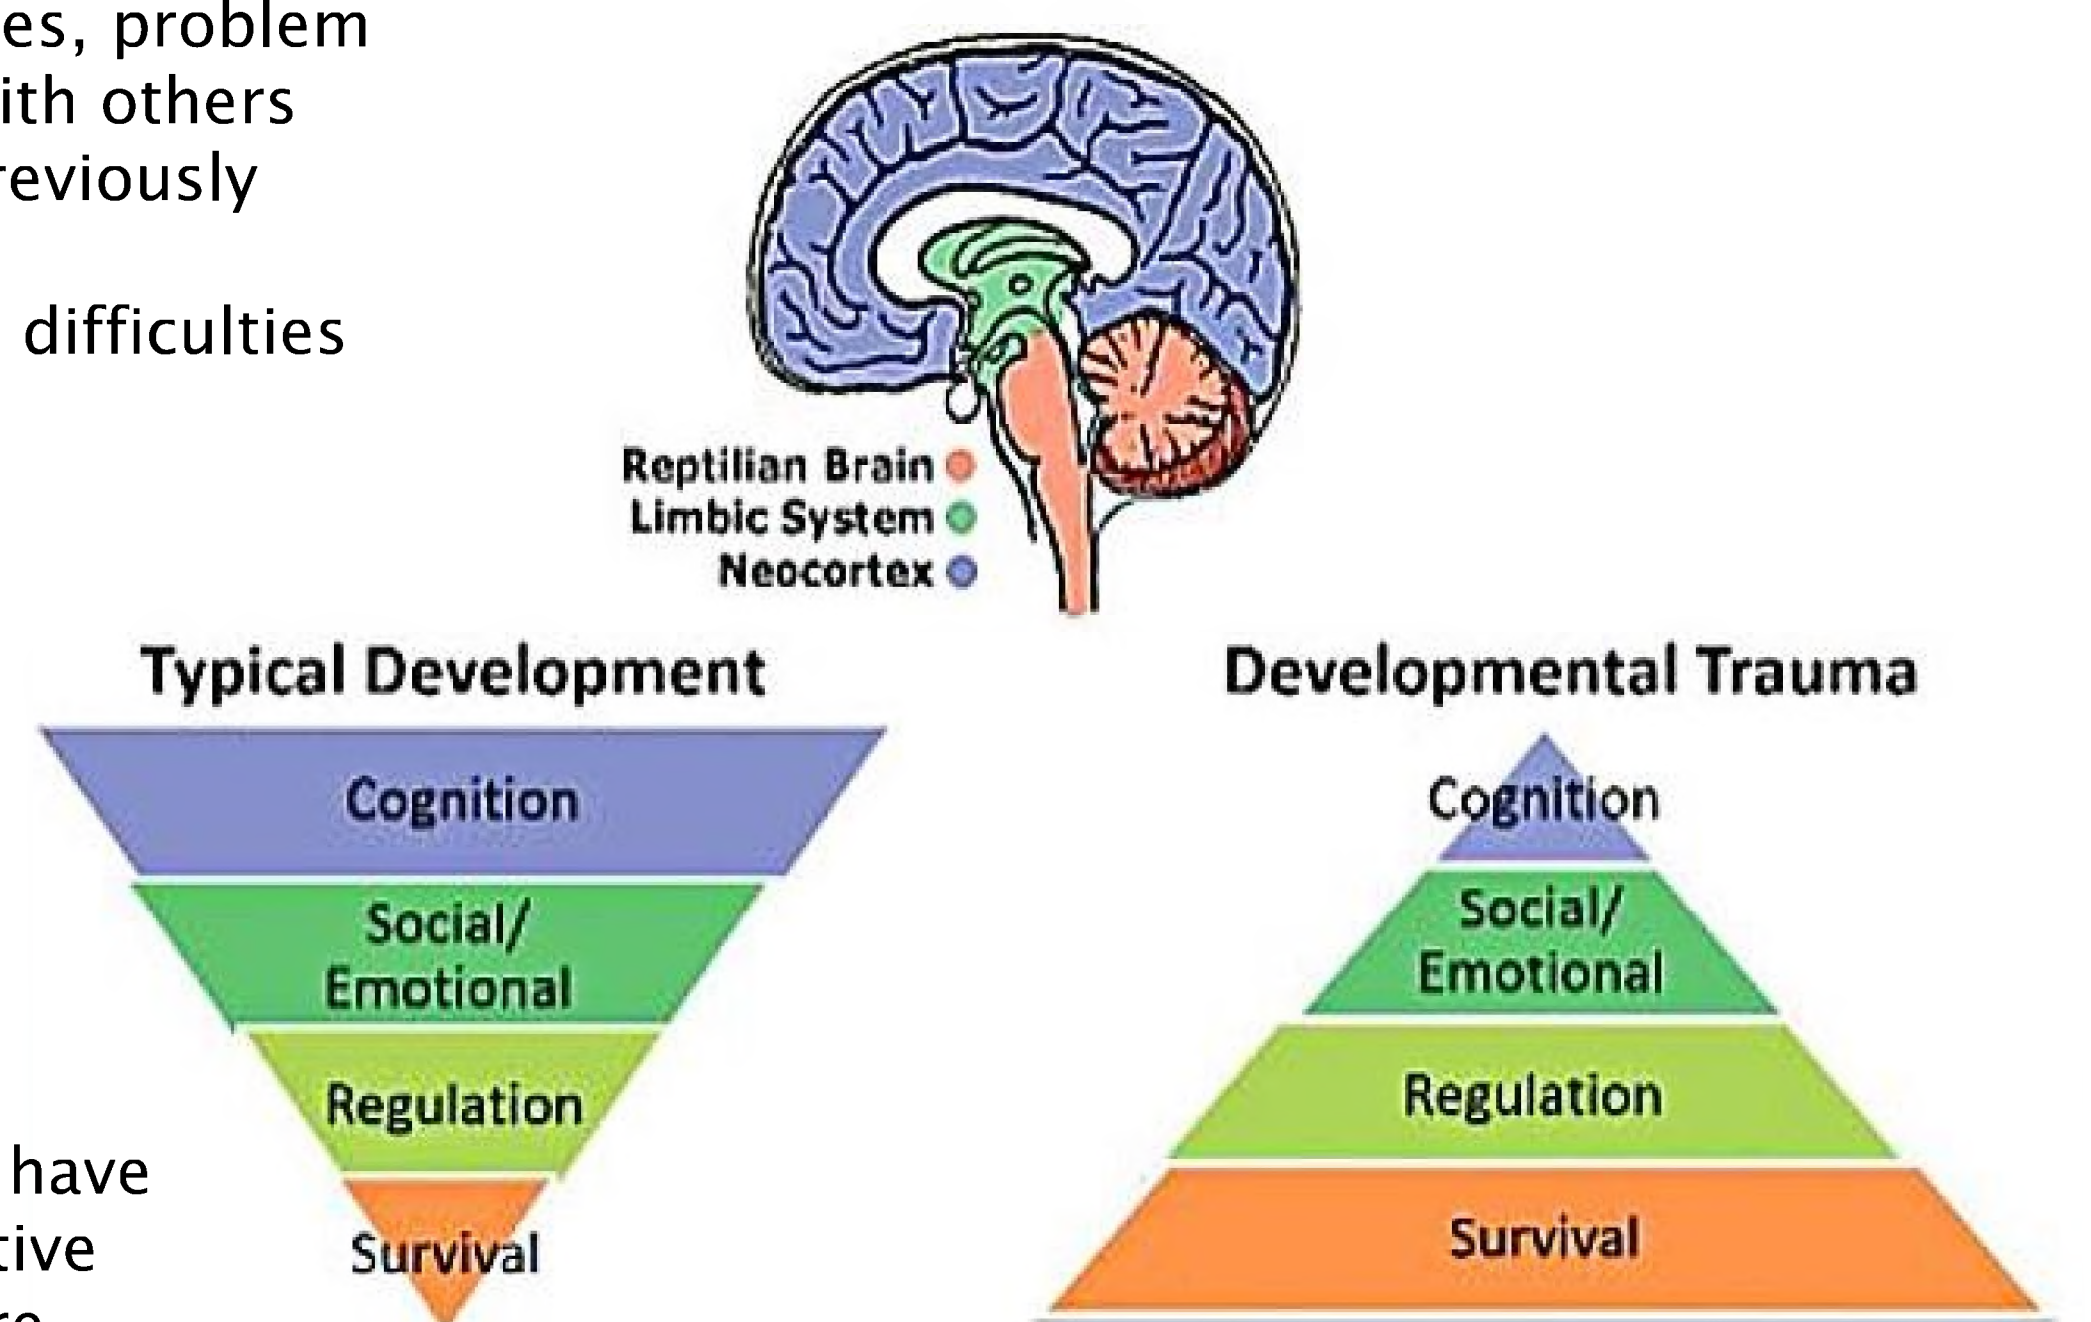 es, problem
ith others
reviously
difficulties
Reptilian Brain
Limbic System
Neocortex
Typical Development
Cognition
Social/
Emotional
Regulation
Survival
Developmental Trauma
Cognition
Social/
Emotional
Regulation
Survival
have
tive